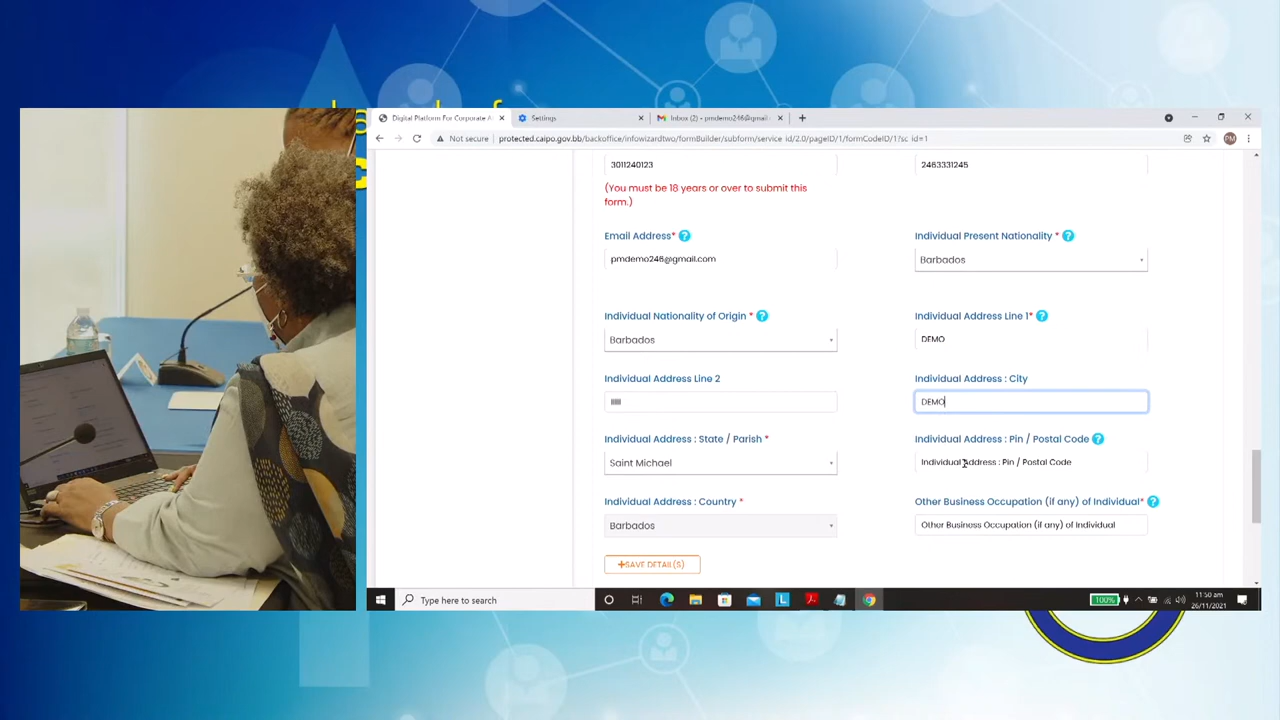 Digital Platform For Corporate A
Settings
Inbox (2) • pmdemo246@gmail
Not secure
protected.caipo.gov.bb/backoffice/infowizardtwo/formBuilder/subform/service_id/2.0/pageID/1/formCodeID/1?sc_id=1
PM
3011240123
2463331245
(You must be 18 years or over to submit this
form.)
Email Address* ?
Individual Present Nationality * ?
pmdemo246@gmail.com
Barbados
Individual Nationality of Origin * ?
Individual Address Line 1* ?
Barbados
DEMO
Individual Address Line 2
Individual Address : City
DEMO
Individual Address : State / Parish *
Individual Address : Pin / Postal Code ?
Saint Michael
Individual Address : Pin / Postal Code
Individual Address : Country *
Other Business Occupation (if any) of Individual* ?
Barbados
Other Business Occupation (if any) of Individual
+SAVE DETAIL(S)
Type here to search
L
100%
11:50 am
26/11/2021